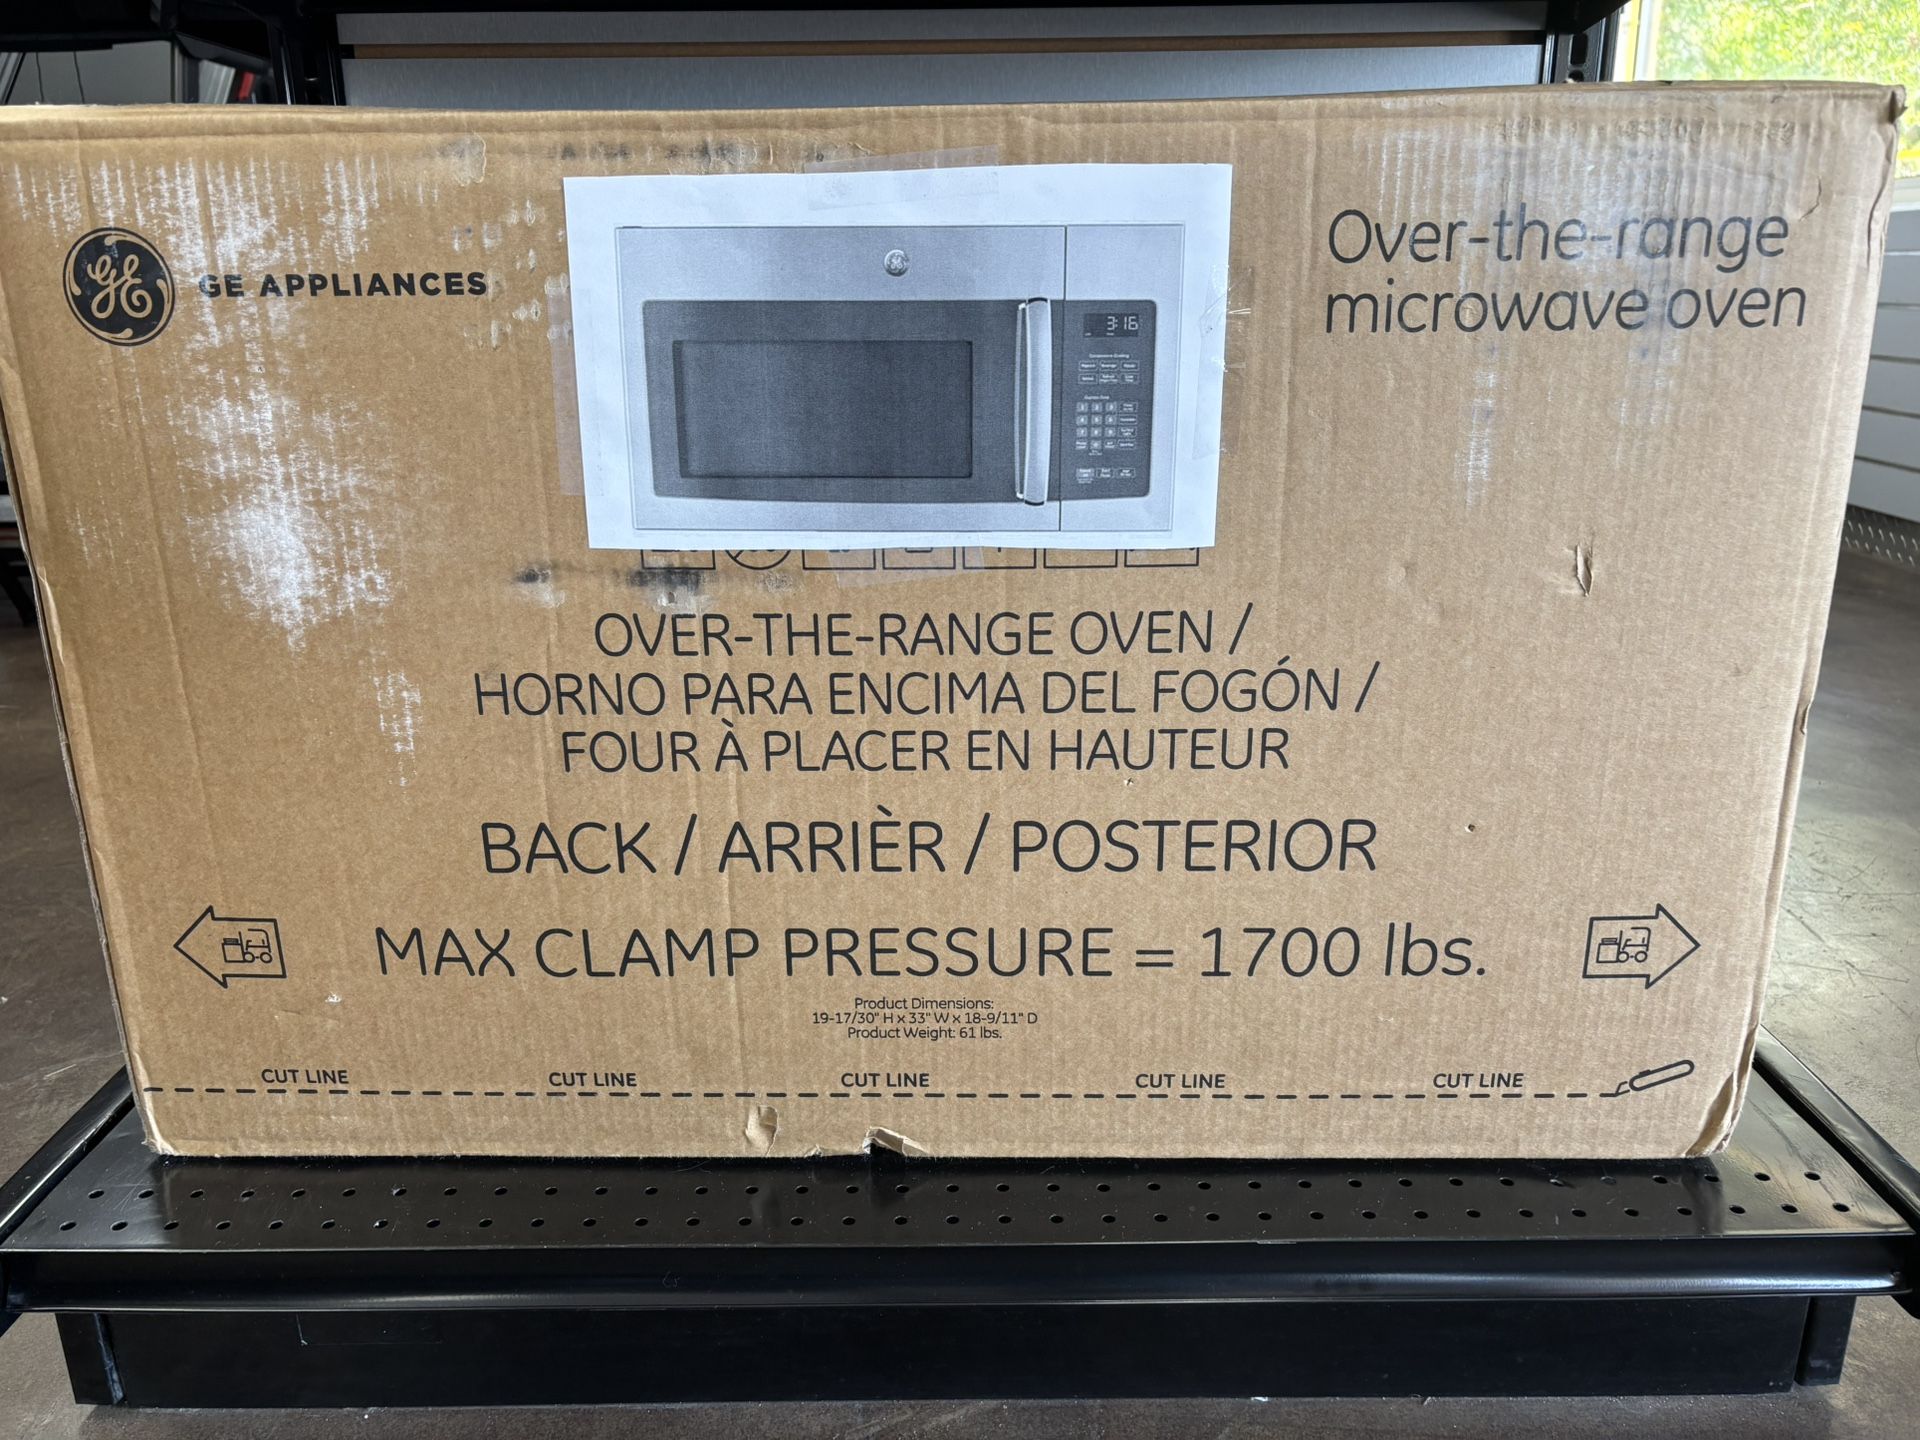 GE APPLIANCES
Over-the-range
microwave oven
3:16
OVER-THE-RANGE OVEN /
HORNO PARA ENCIMA DEL FOGÓN /
FOUR À PLACER EN HAUTEUR
BACK / ARRIÈR / POSTERIOR
MAX CLAMP PRESSURE = 1700 lbs.
Product Dimensions:
19-17/30" H x 33" W x 18-9/11" D
Product Weight: 61 lbs.
CUT LINE CUT LINE CUT LINE CUT LINE CUT LINE